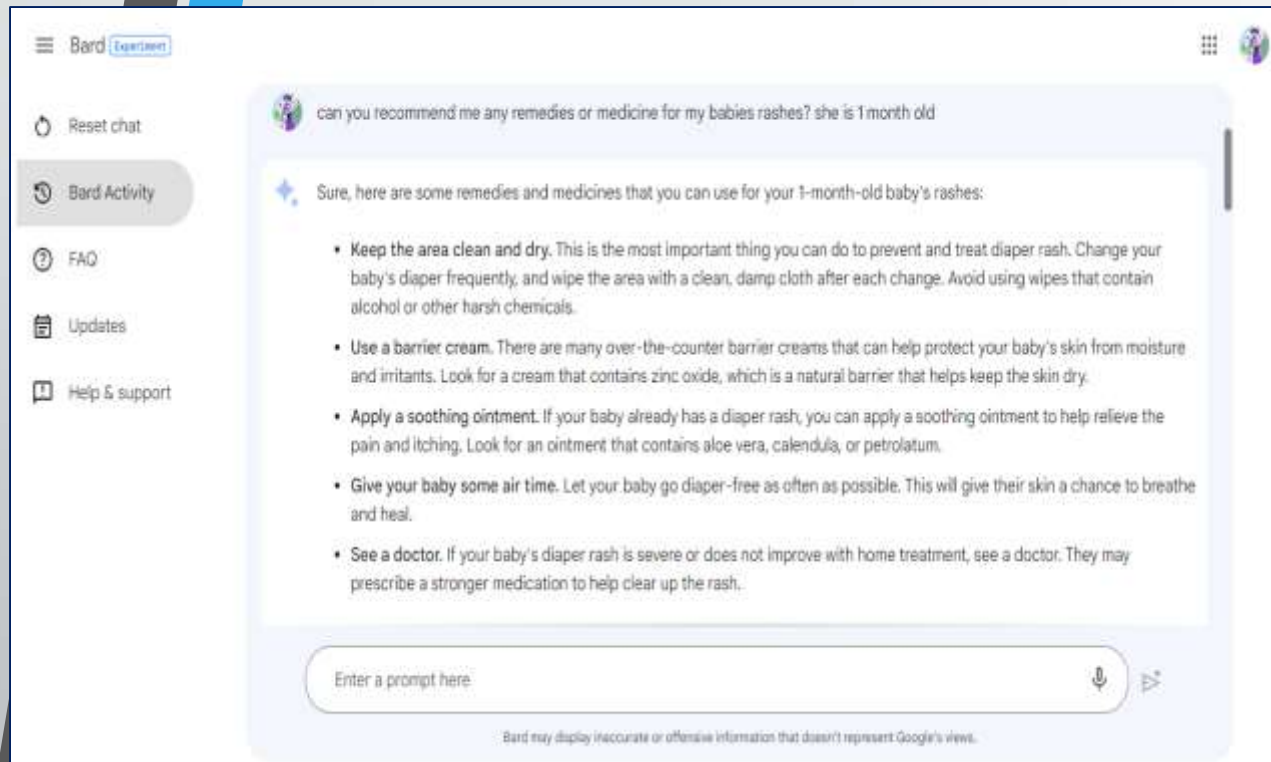 Bard Experiment
Reset chat
Bard Activity
FAQ
Updates
Help & support
can you recommend me any remedies or medicine for my babies rashes? she is 1 month old
Sure, here are some remedies and medicines that you can use for your 1-month-old baby's rashes:
• Keep the area clean and dry. This is the most important thing you can do to prevent and treat diaper rash. Change your
baby's diaper frequently, and wipe the area with a clean, damp cloth after each change. Avoid using wipes that contain
alcohol or other harsh chemicals.
• Use a barrier cream. There are many over-the-counter barrier creams that can help protect your baby's skin from moisture
and irritants. Look for a cream that contains zinc oxide, which is a natural barrier that helps keep the skin dry.
• Apply a soothing ointment. If your baby already has a diaper rash, you can apply a soothing ointment to help relieve the
pain and itching. Look for an ointment that contains aloe vera, calendula, or petrolatum.
• Give your baby some air time. Let your baby go diaper-free as often as possible. This will give their skin a chance to breathe
and heal.
• See a doctor. If your baby's diaper rash is severe or does not improve with home treatment, see a doctor. They may
prescribe a stronger medication to help clear up the rash.
Enter a prompt here
Bard may display inaccurate or offensive information that doesn't represent Google's views.